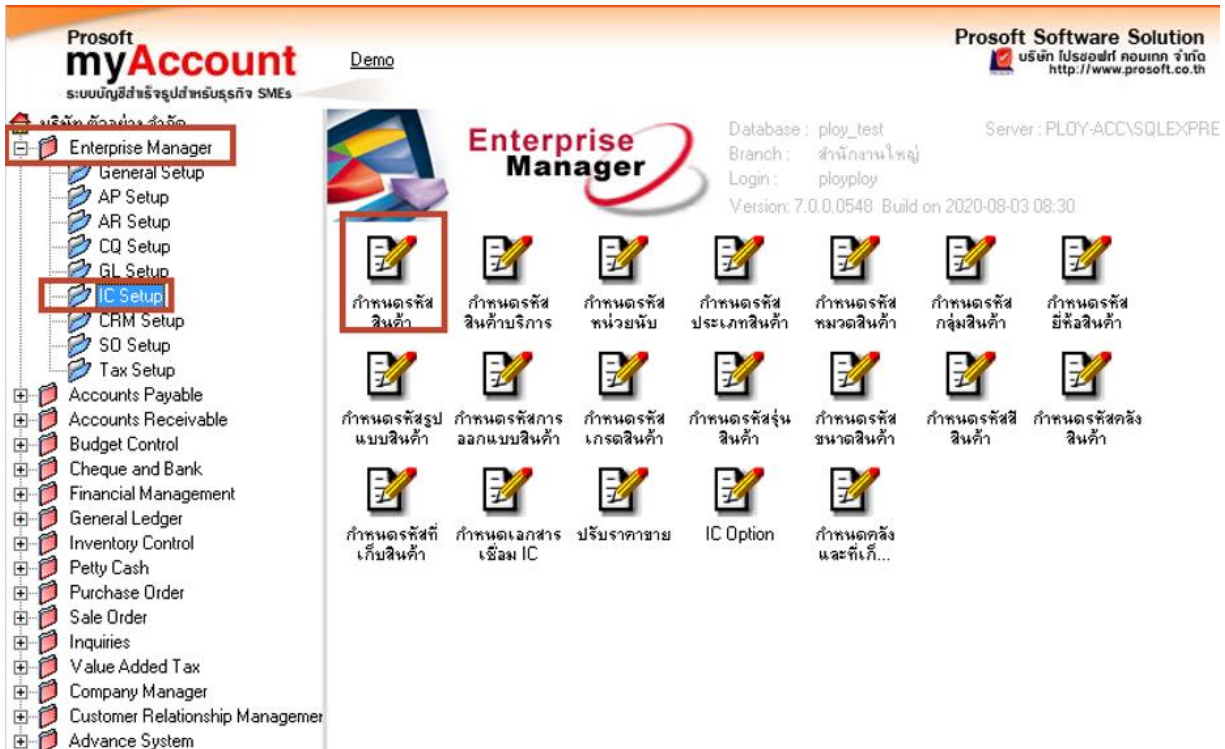 Prosoft
myAccount
ระบบบัญชีสำเร็จรูปสำหรับธุรกิจ SMEs
Demo
Prosoft Software Solution
บริษัท โปรซอฟท์ คอมเทค จำกัด
http://www.prosoft.co.th
บริษัท ตัวอย่าง จำกัด
Enterprise Manager
General Setup
AP Setup
AR Setup
CQ Setup
GL Setup
IC Setup
CRM Setup
SO Setup
Tax Setup
Accounts Payable
Accounts Receivable
Budget Control
Cheque and Bank
Financial Management
General Ledger
Inventory Control
Petty Cash
Purchase Order
Sale Order
Inquiries
Value Added Tax
Company Manager
Customer Relationship Managemer
Advance System
Enterprise
Manager
Database : ploy_test
Server : PLOY-ACC\SQLEXPRE
Branch : สำนักงานใหญ่
Login : ployploy
Version: 7.0.0.0548 Build on 2020-08-03 08:30
กำหนดรหัส
สินค้า
กำหนดรหัส
สินค้าบริการ
กำหนดรหัส
หน่วยนับ
กำหนดรหัส
ประเภทสินค้า
กำหนดรหัส
หมวดสินค้า
กำหนดรหัส
กลุ่มสินค้า
กำหนดรหัส
ยี่ห้อสินค้า
กำหนดรหัสรูป
แบบสินค้า
กำหนดรหัสการ
ออกแบบสินค้า
กำหนดรหัส
เกรดสินค้า
กำหนดรหัสรุ่น
สินค้า
กำหนดรหัส
ขนาดสินค้า
กำหนดรหัสสี
สินค้า
กำหนดรหัสคลัง
สินค้า
กำหนดรหัสที่
เก็บสินค้า
กำหนดเอกสาร
เชื่อม IC
ปรับราคาขาย
IC Option
กำหนดคลัง
และที่เก็...